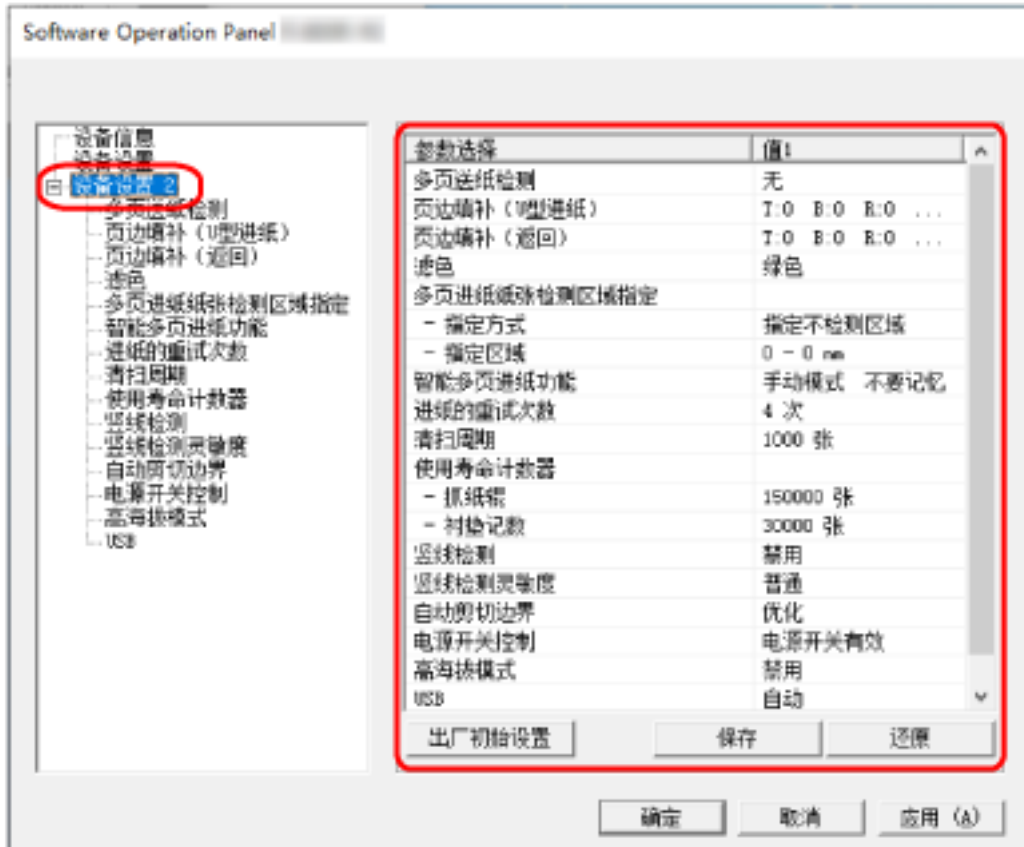 Software Operation Panel
设备信息
设备设置
设备设置 2
多页送纸检测
页边填补（U型进纸）
页边填补（返回）
滤色
多页进纸纸张检测区域指定
智能多页进纸功能
进纸的重试次数
清扫周期
使用寿命计数器
竖线检测
竖线检测灵敏度
自动剪切边界
电源开关控制
高海拔模式
USB
参数选择 值:
多页送纸检测 无
页边填补（U型进纸） T:0 B:0 R:0 ...
页边填补（返回） T:0 B:0 R:0 ...
滤色 绿色
多页进纸纸张检测区域指定
- 指定方式 指定不检测区域
- 指定区域 0 - 0 mm
智能多页进纸功能 手动模式 不要记忆
进纸的重试次数 4 次
清扫周期 1000 张
使用寿命计数器
- 抓纸辊 150000 张
- 衬垫记数 30000 张
竖线检测 禁用
竖线检测灵敏度 普通
自动剪切边界 优化
电源开关控制 电源开关有效
高海拔模式 禁用
USB 自动
出厂初始设置 保存 还原
确定 取消 应用 (A)